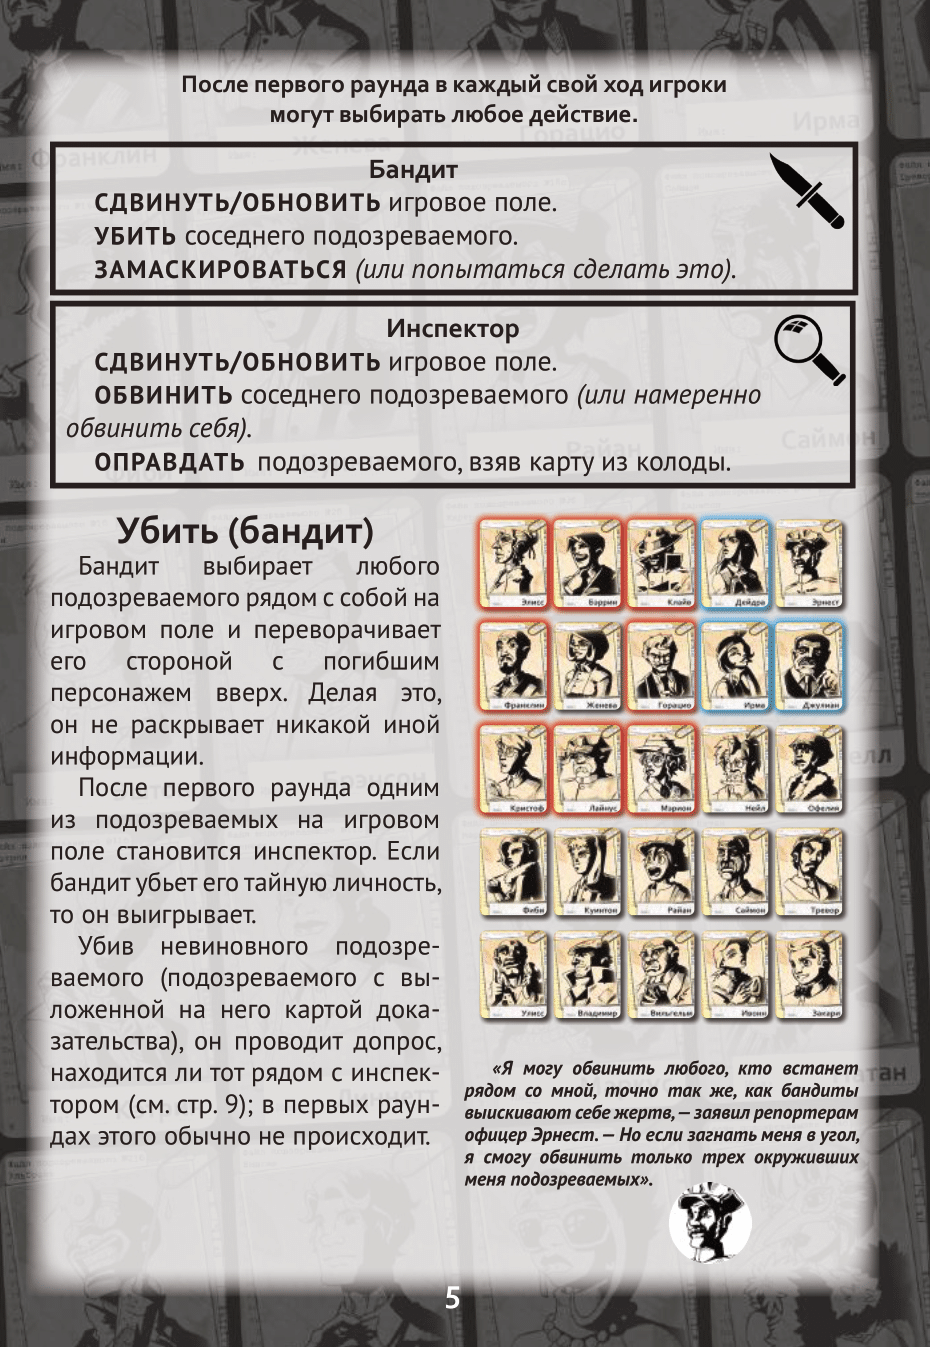 После первого раунда в каждый свой ход игроки
могут выбирать любое действие.
Бандит
СДВИНУТЬ/ОБНОВИТЬ игровое поле.
УБИТЬ соседнего подозреваемого.
ЗАМАСКИРОВАТЬСЯ (или попытаться сделать это).
Инспектор
СДВИНУТЬ/ОБНОВИТЬ игровое поле.
ОБВИНИТЬ соседнего подозреваемого (или намеренно
обвинить себя).
ОПРАВДАТЬ подозреваемого, взяв карту из колоды.
Убить (бандит)
Бандит выбирает любого
подозреваемого рядом с собой на
игровом поле и переворачивает
его стороной с погибшим
персонажем вверх. Делая это,
он не раскрывает никакой иной
информации.
После первого раунда одним
из подозреваемых на игровом
поле становится инспектор. Если
бандит убьет его тайную личность,
то он выигрывает.
Убив невиновного подозре-
ваемого (подозреваемого с вы-
ложенной на него картой дока-
зательства), он проводит допрос,
находится ли тот рядом с инспек-
тором (см. стр. 9); в первых раун-
дах этого обычно не происходит.
Элисс Бэррин Клайв Дейдра Эрнест
Франклин Женева Горацио Ирма Джулиан
Кристоф Лайнус Мэрион Нейл Офелия
Фиби Куинтон Райан Саймон Тревор
Улисс Владимир Вильгельм Ивонн Закари
«Я могу обвинить любого, кто встанет
рядом со мной, точно так же, как бандиты
выискивают себе жертв, — заявил репортерам
офицер Эрнест. — Но если загнать меня в угол,
я смогу обвинить только трех окруживших
меня подозреваемых».
5